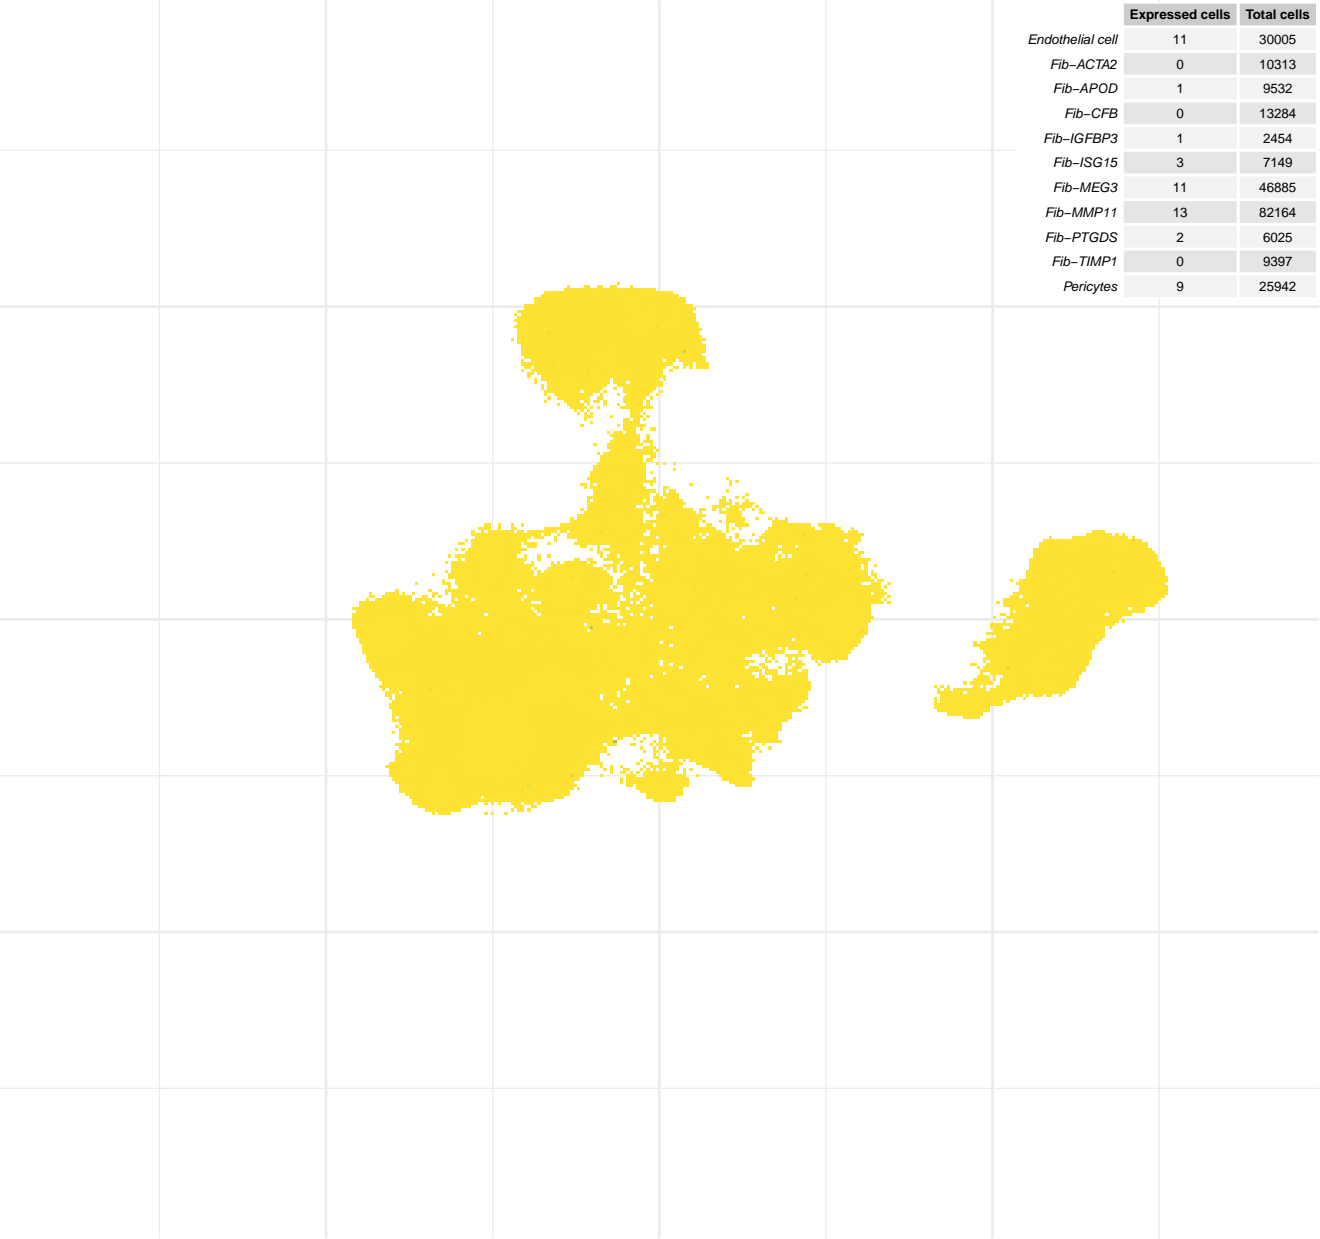 Expressed cells Total cells
Endothelial cell 11 30005
Fib−ACTA2 0 10313
Fib−APOD 1 9532
Fib−CFB 0 13284
Fib−IGFBP3 1 2454
Fib−ISG15 3 7149
Fib−MEG3 11 46885
Fib−MMP11 13 82164
Fib−PTGDS 2 6025
Fib−TIMP1 0 9397
Pericytes 9 25942